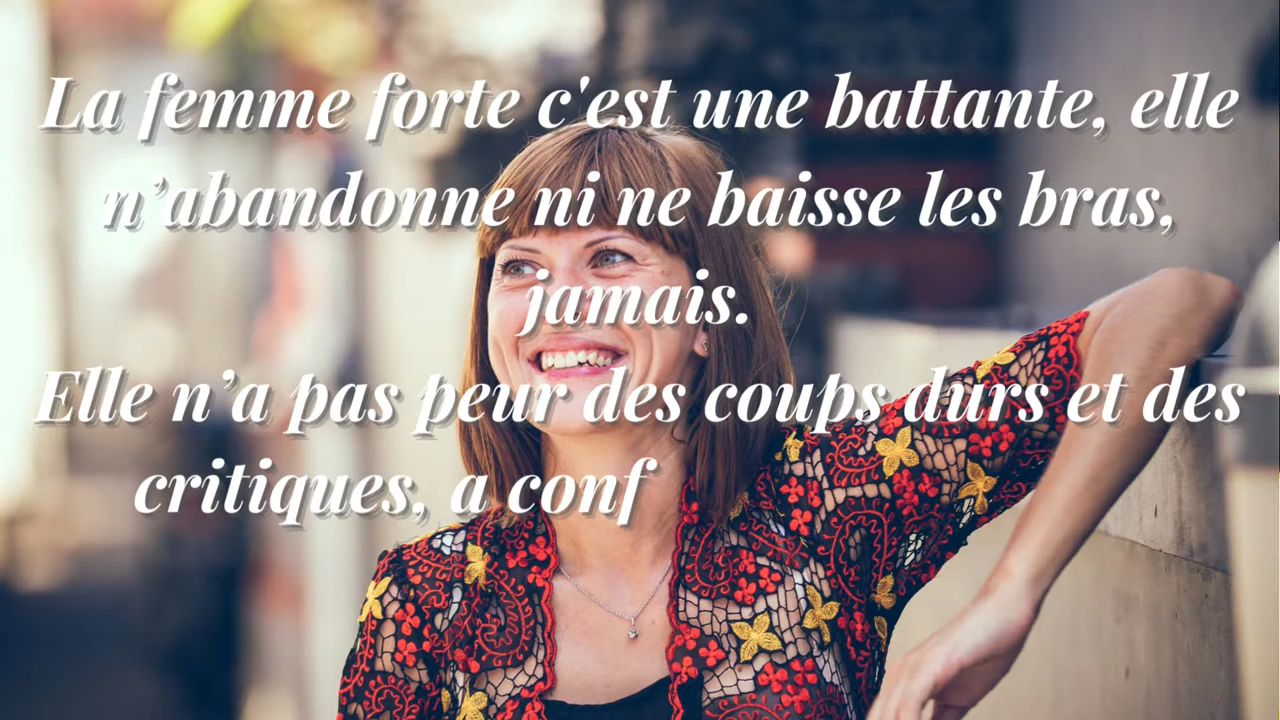 La femme forte c'est une battante, elle
n’abandonne ni ne baisse les bras,
jamais.
Elle n’a pas peur des coups durs et des
critiques, a conf